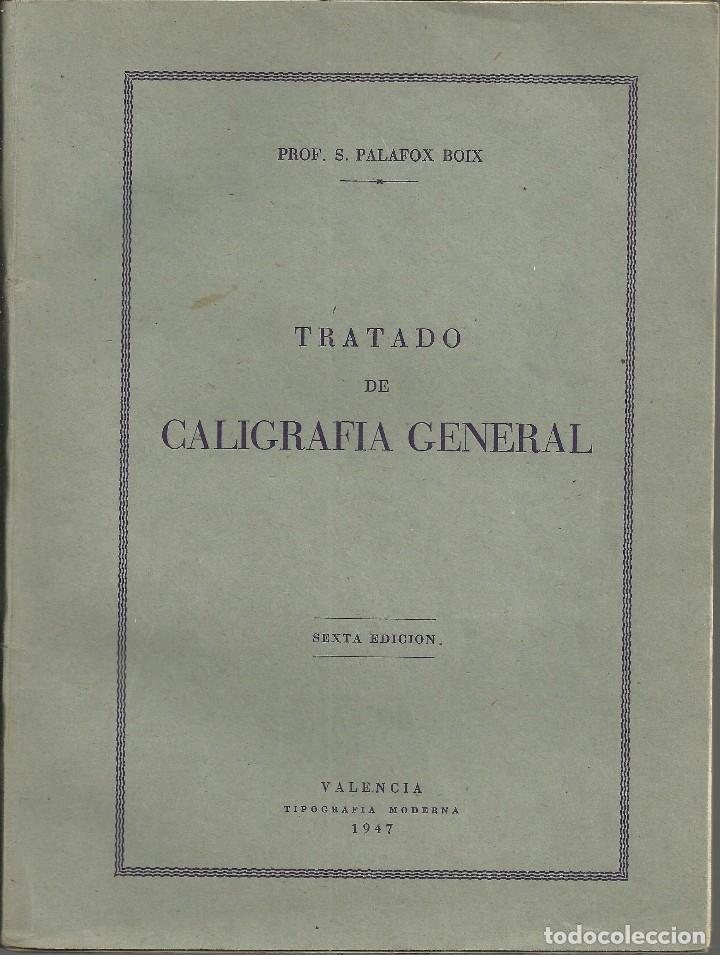 PROF. S. PALAFOX BOIX
TRATADO
DE
CALIGRAFIA GENERAL
SEXTA EDICION.
VALENCIA
TIPOGRAFIA MODERNA
1947
todocoleccion